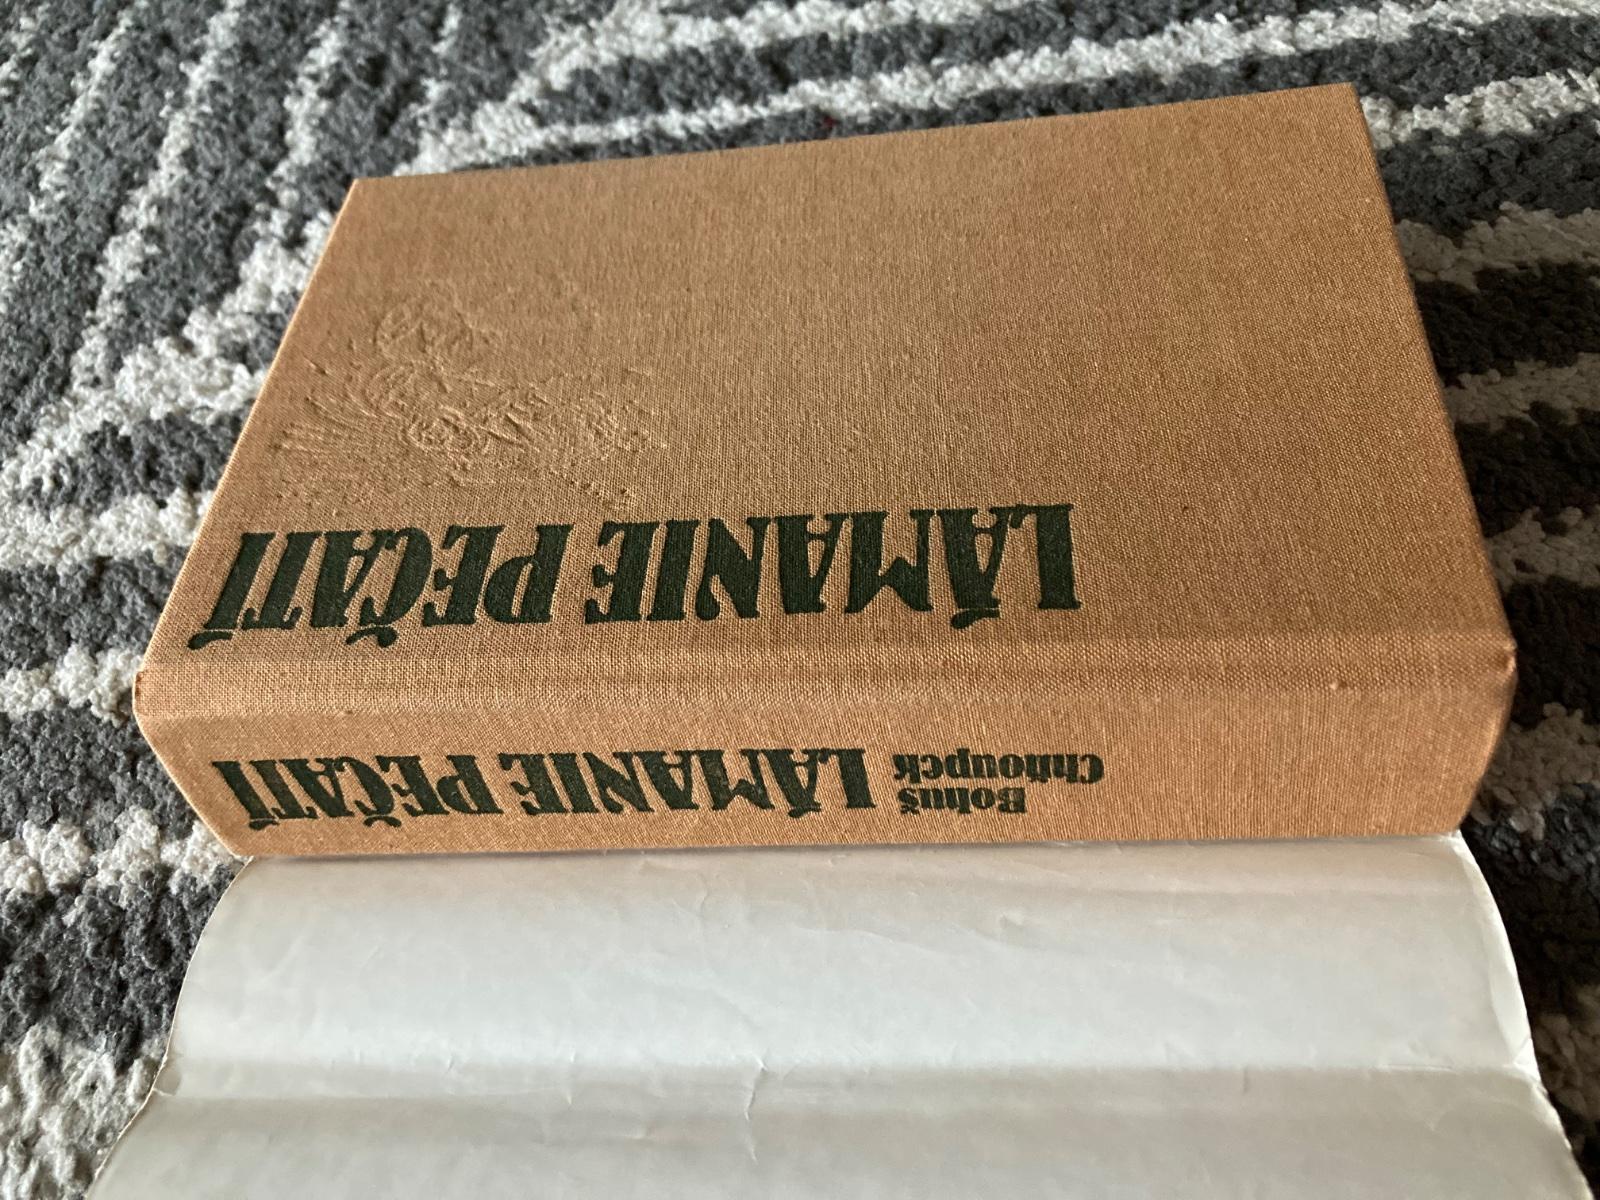 LÁMANIE PEČATÍ
Bohuš
Chňoupek
LÁMANIE PEČATÍ